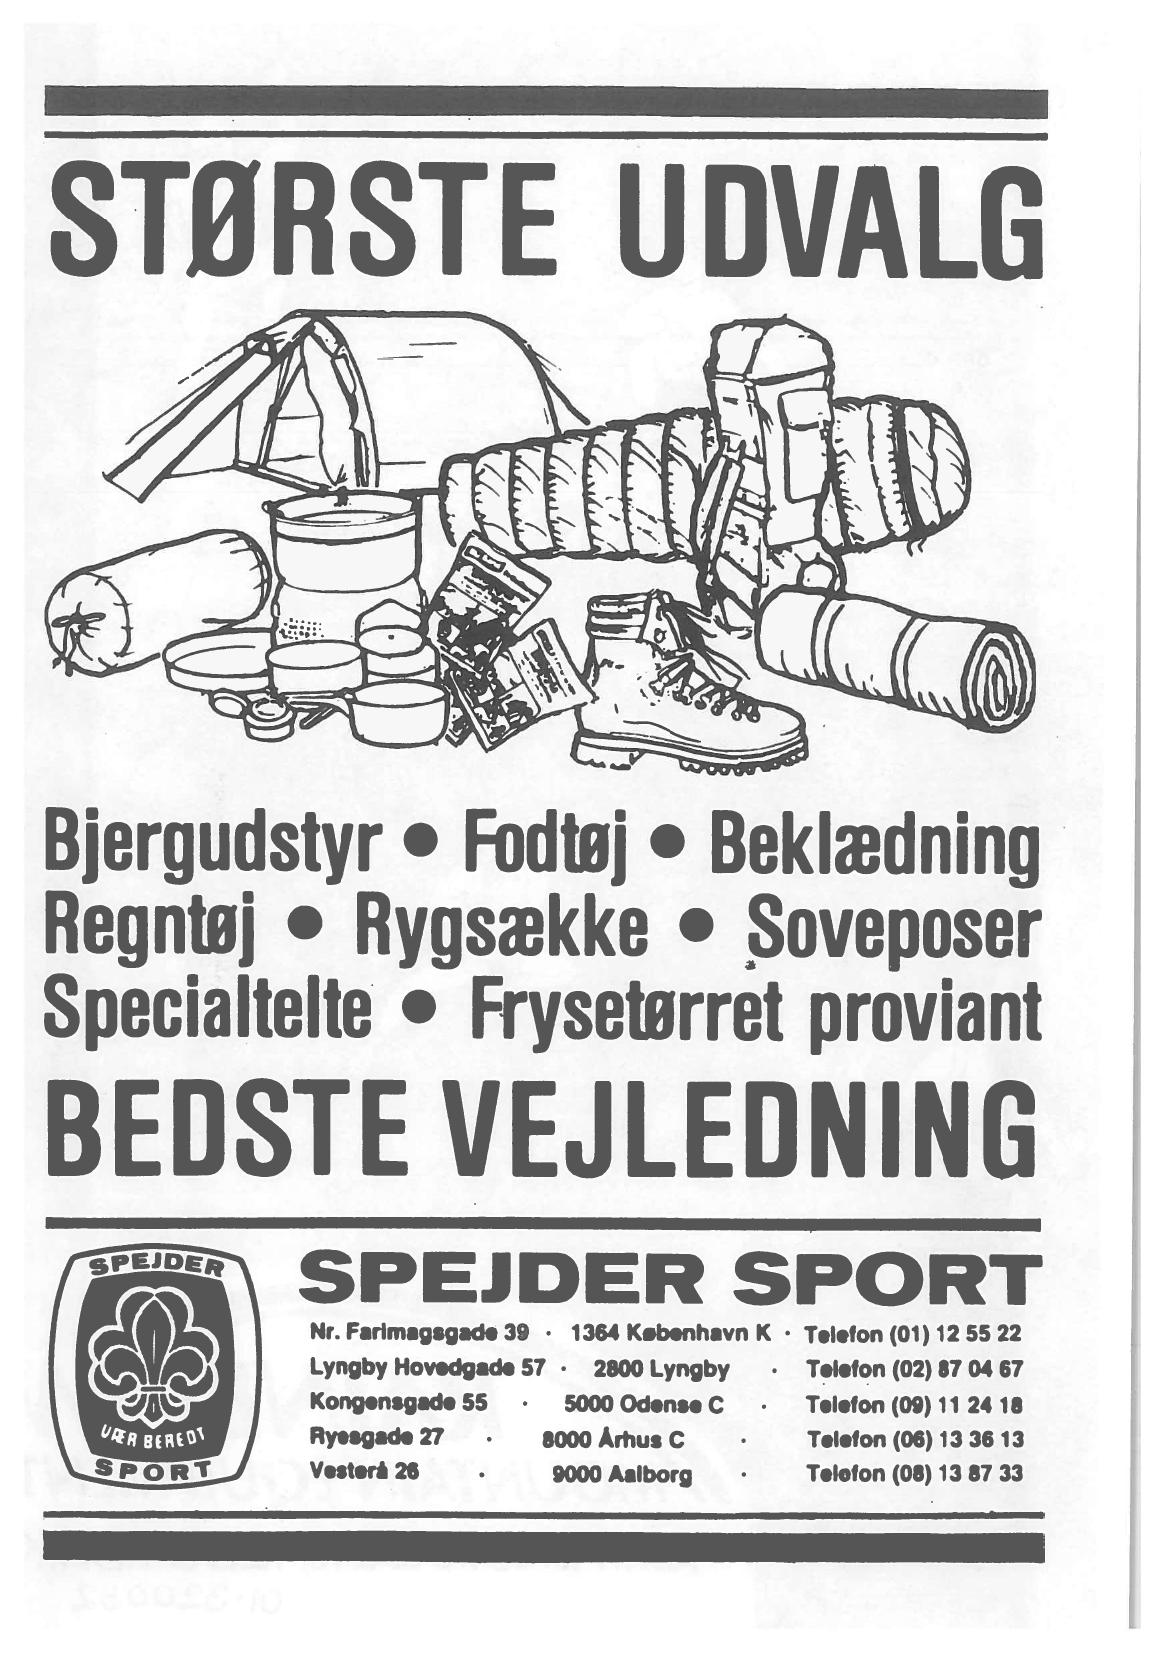 STØRSTE UDVALG
Bjergudstyr • Fodtøj • Beklædning
Regntøj • Rygsække • Soveposer
Specialtelte • Frysetørret proviant
BEDSTE VEJLEDNING
SPEJDER
VÆR BEREDT
SPORT
SPEJDER SPORT
Nr. Farimagsgade 39 · 1364 København K · Telefon (01) 12 55 22
Lyngby Hovedgade 57 · 2800 Lyngby · Telefon (02) 87 04 67
Kongensgade 55 · 5000 Odense C · Telefon (09) 11 24 18
Ryesgade 27 · 8000 Århus C · Telefon (06) 13 36 13
Vesterå 26 · 9000 Aalborg · Telefon (08) 13 87 33